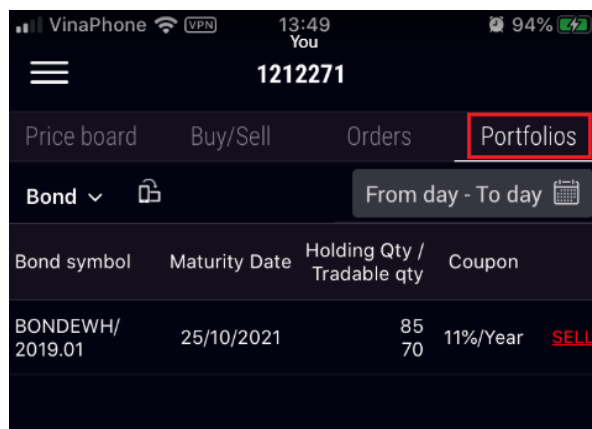 VinaPhone VPN 13:49 94%
You
1212271
Price board Buy/Sell Orders Portfolios
Bond From day - To day
Bond symbol Maturity Date Holding Qty / Tradable qty Coupon
BONDEWH/ 85
2019.01 25/10/2021 70 11%/Year SELL